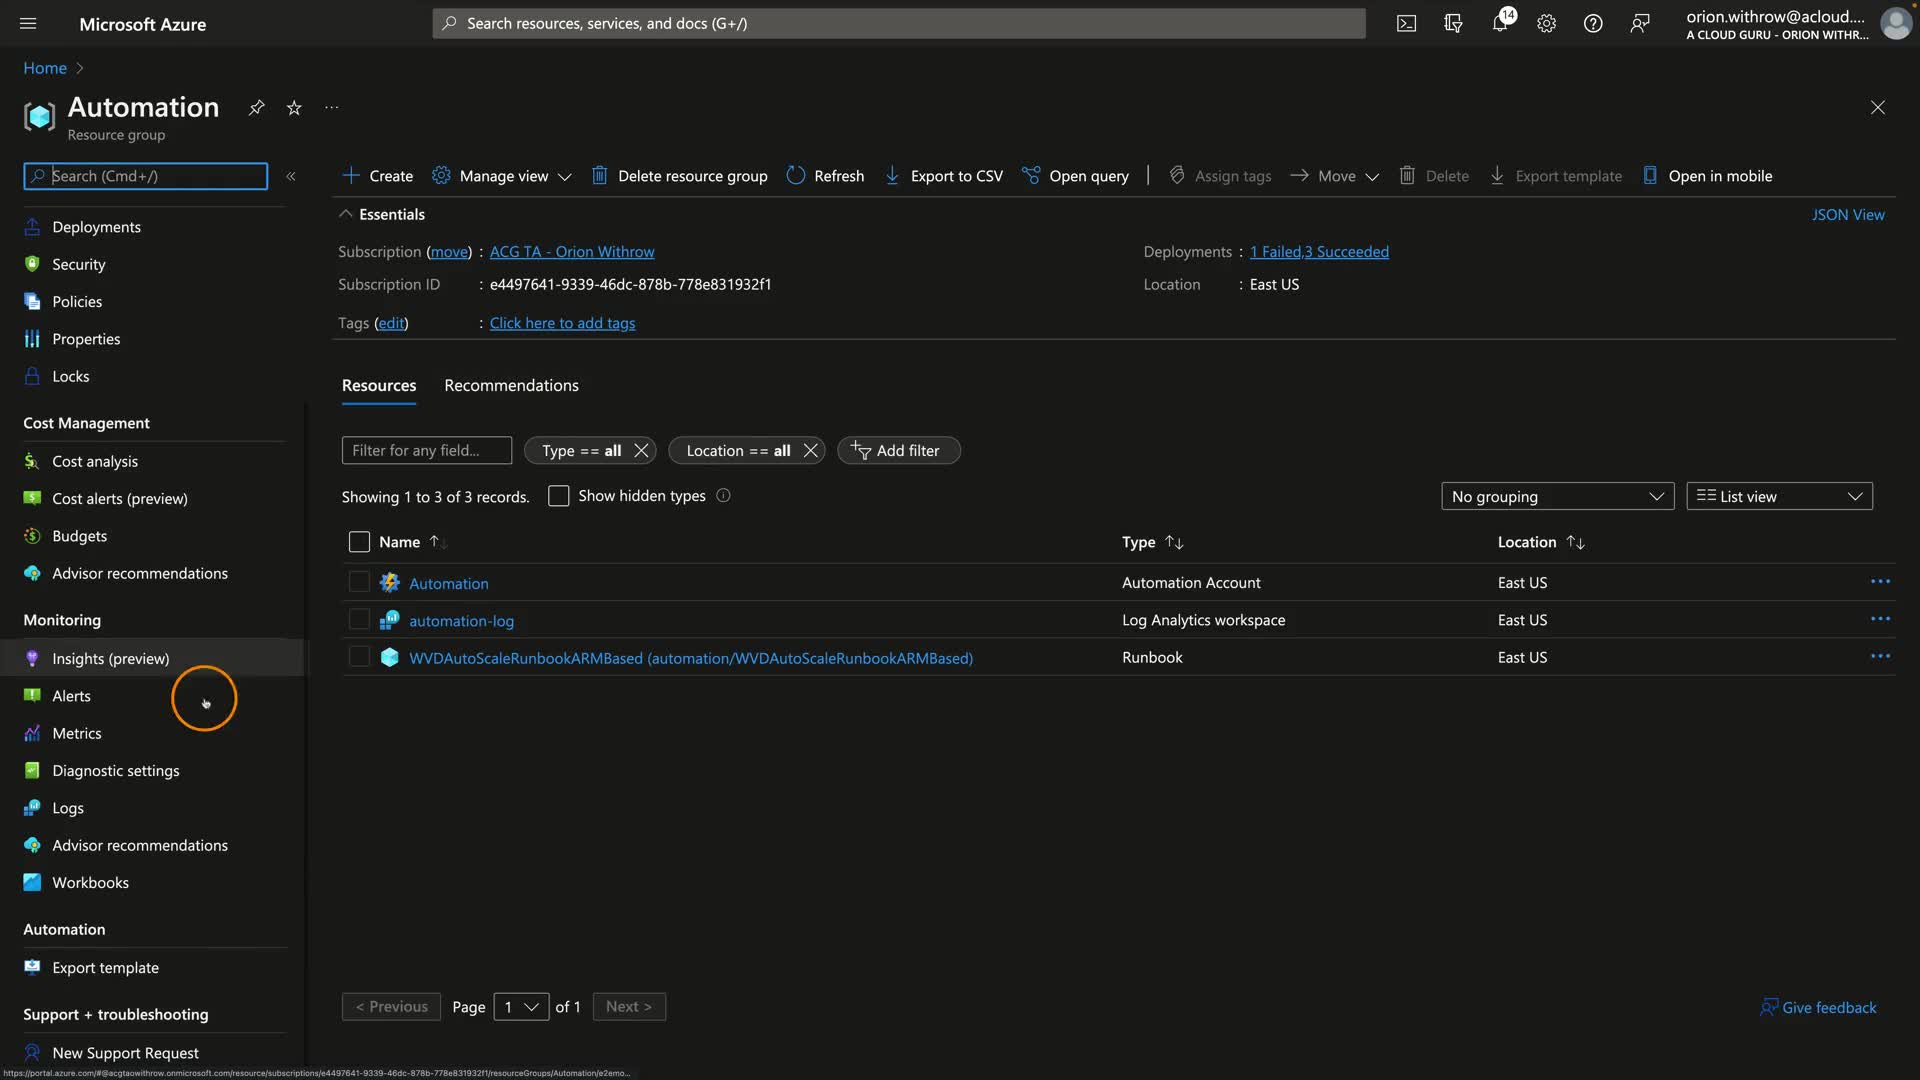 Microsoft Azure
Search resources, services, and docs (G+/)
14
orion.withrow@acloud....
A CLOUD GURU - ORION WITHR...
Home
Automation
Resource group
Search (Cmd+/)
Create
Manage view
Delete resource group
Refresh
Export to CSV
Open query
Assign tags
Move
Delete
Export template
Open in mobile
Deployments
Security
Policies
Properties
Locks
Cost Management
Cost analysis
Cost alerts (preview)
Budgets
Advisor recommendations
Monitoring
Insights (preview)
Alerts
Metrics
Diagnostic settings
Logs
Advisor recommendations
Workbooks
Automation
Export template
Support + troubleshooting
New Support Request
Essentials
JSON View
Subscription (move) : ACG TA - Orion Withrow
Deployments : 1 Failed,3 Succeeded
Subscription ID : e4497641-9339-46dc-878b-778e831932f1
Location : East US
Tags (edit) : Click here to add tags
Resources
Recommendations
Filter for any field...
Type == all
Location == all
Add filter
Showing 1 to 3 of 3 records.
Show hidden types
No grouping
List view
Name
Type
Location
Automation
Automation Account
East US
automation-log
Log Analytics workspace
East US
WVDAutoScaleRunbookARMBased (automation/WVDAutoScaleRunbookARMBased)
Runbook
East US
< Previous
Page 1 of 1
Next >
Give feedback
https://portal.azure.com/#@acgtaowithrow.onmicrosoft.com/resource/subscriptions/e4497641-9339-46dc-878b-778e831932f1/resourceGroups/Automation/e2emo...